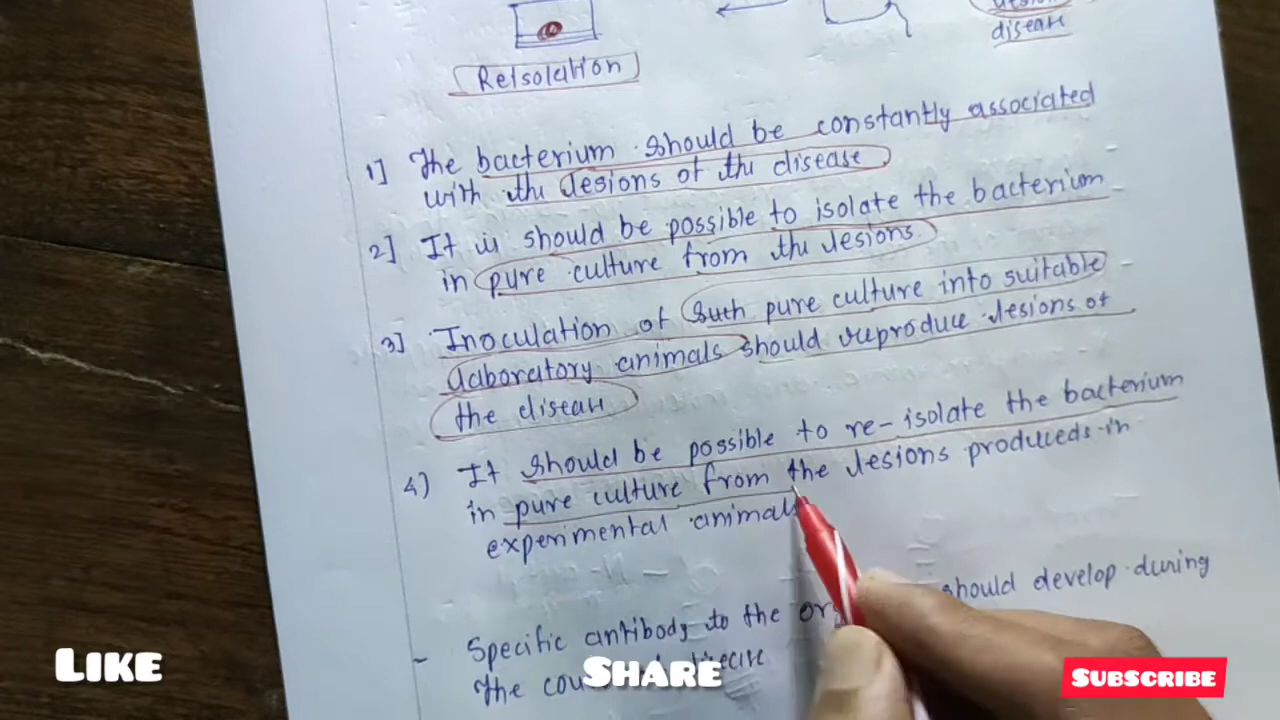 disease
ReIsolation
1] The bacterium should be constantly associated
with the lesions of the disease
2] It is should be possible to isolate the bacterium
in pure culture from the lesions
3] Inoculation of such pure culture into suitable
laboratory animals should reproduce lesions of
the disease
4) It should be possible to re-isolate the bacterium
in pure culture from the lesions produceds in
experimental animals
- Specific antibody to the should develop during
The
LIKE
SHARE
SUBSCRIBE